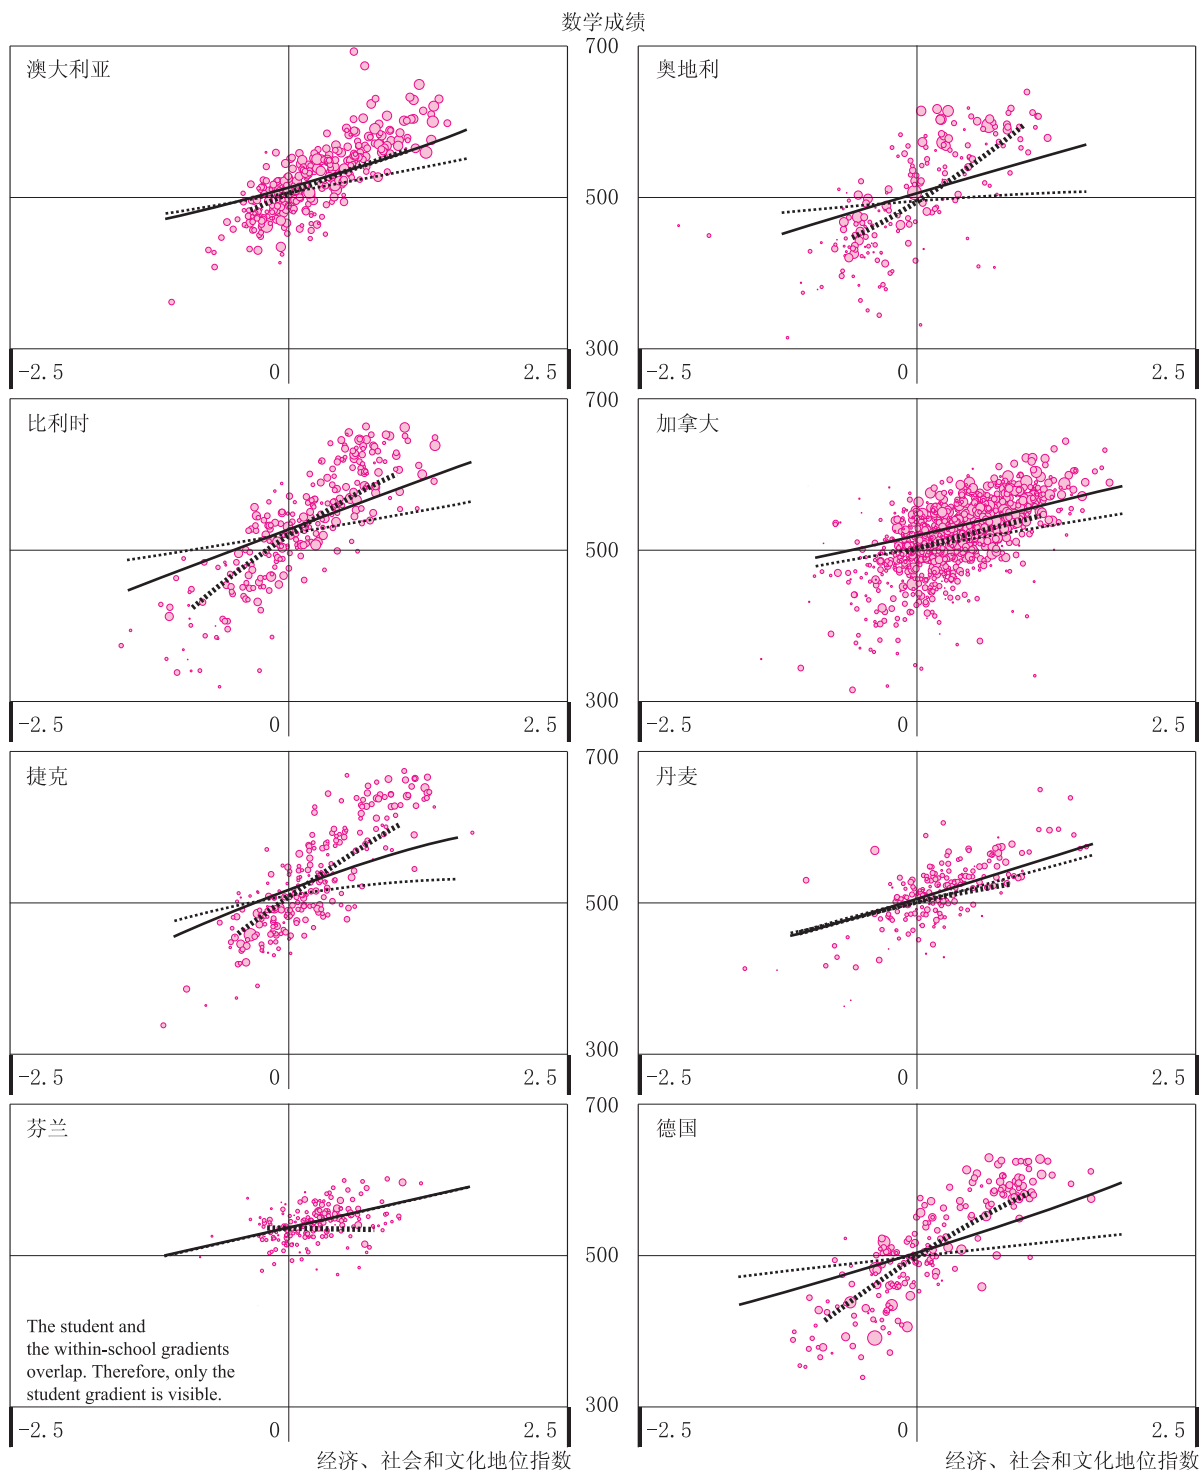 数学成绩
澳大利亚
700
奥地利
500
300
-2.5
0
2.5
-2.5
0
2.5
比利时
700
加拿大
500
300
-2.5
0
2.5
-2.5
0
2.5
捷克
700
丹麦
500
300
-2.5
0
2.5
-2.5
0
2.5
芬兰
700
德国
500
The student and
the within-school gradients
overlap. Therefore, only the
student gradient is visible.
300
-2.5
0
2.5
-2.5
0
2.5
经济、社会和文化地位指数
经济、社会和文化地位指数